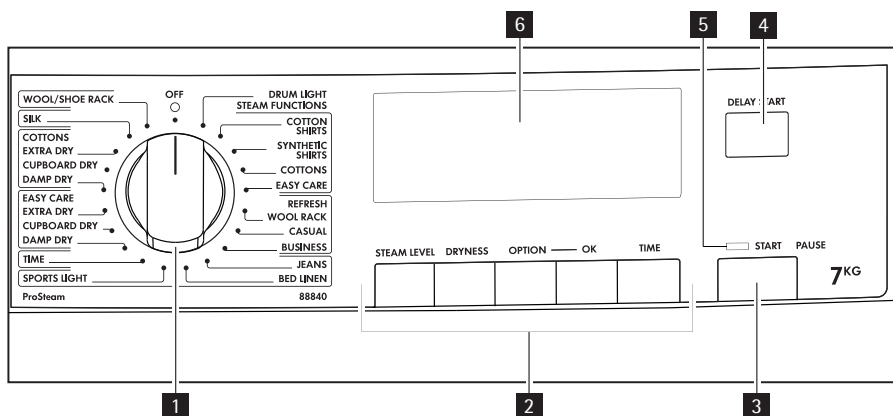 6
5
4
OFF
WOOL/SHOE RACK
SILK
COTTONS
EXTRA DRY
CUPBOARD DRY
DAMP DRY
EASY CARE
EXTRA DRY
CUPBOARD DRY
DAMP DRY
TIME
SPORTS LIGHT
ProSteam
DRUM LIGHT
STEAM FUNCTIONS
COTTON
SHIRTS
SYNTHETIC
SHIRTS
COTTONS
EASY CARE
REFRESH
WOOL RACK
CASUAL
BUSINESS
JEANS
BED LINEN
88840
STEAM LEVEL
DRYNESS
OPTION
OK
TIME
DELAY START
START PAUSE
7KG
1
2
3